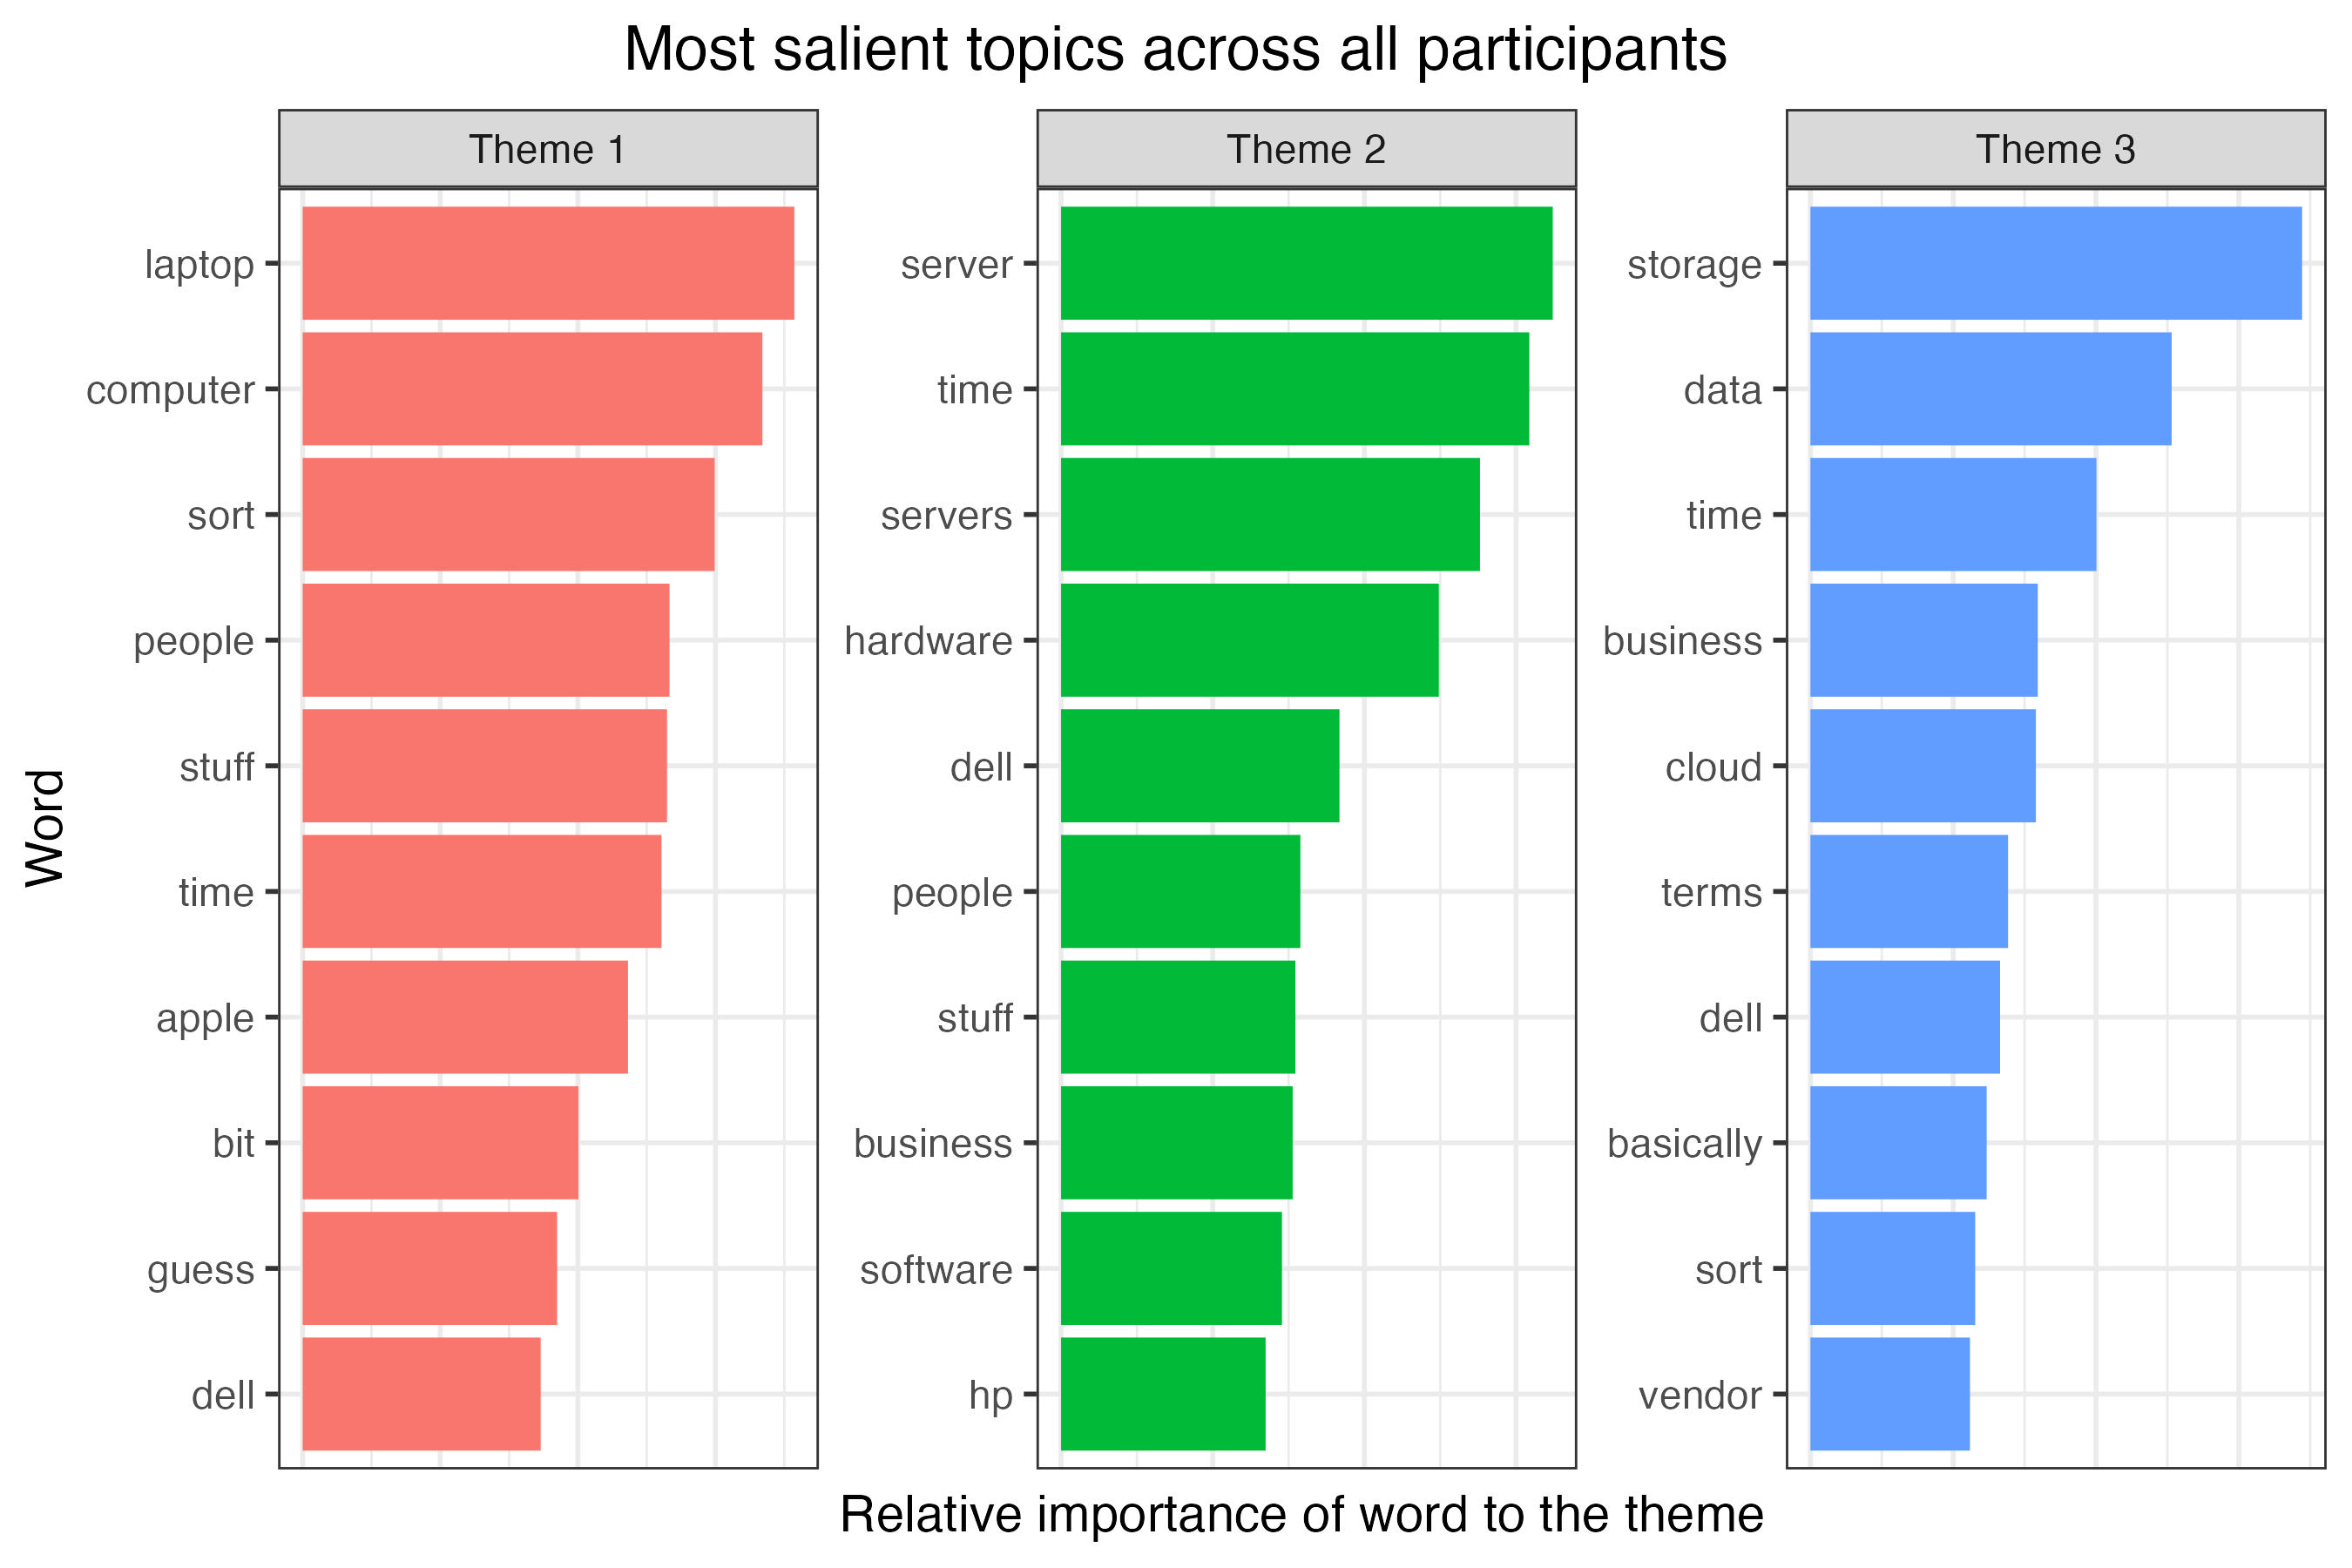 Most salient topics across all participants
Theme 1
Theme 2
Theme 3
Word
laptop
computer
sort
people
stuff
time
apple
bit
guess
dell
server
time
servers
hardware
dell
people
stuff
business
software
hp
storage
data
time
business
cloud
terms
dell
basically
sort
vendor
Relative importance of word to the theme